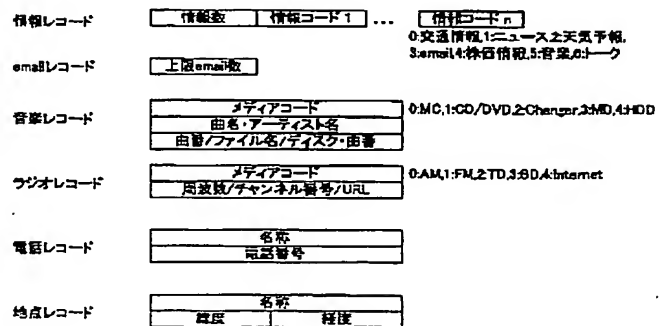 情報レコード 情報数 情報コード 1 ... 情報コード n
0:交通情報,1:ニュース,2:天気予報,
3:email,4:株価情報,5:音楽,6:トーク
emailレコード 上限email数
音楽レコード メディアコード 0:MC,1:CD/DVD,2:Changer,3:MD,4:HDD
曲名・アーティスト名
曲番/ファイル名/ディスク・曲番
ラジオレコード メディアコード 0:AM,1:FM,2:TD,3:BD,4:Internet
周波数/チャンネル番号/URL
電話レコード 名称
電話番号
地点レコード 名称
緯度 経度